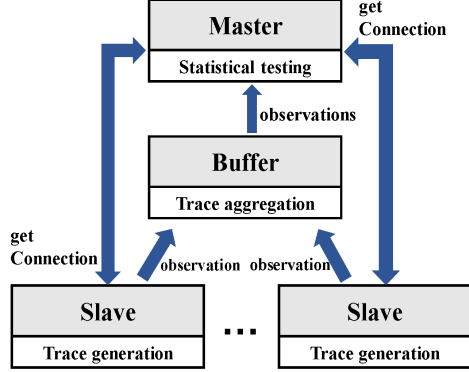 Master
Statistical testing
get
Connection
observations
Buffer
Trace aggregation
get
Connection
observation
observation
Slave
Trace generation
...
Slave
Trace generation